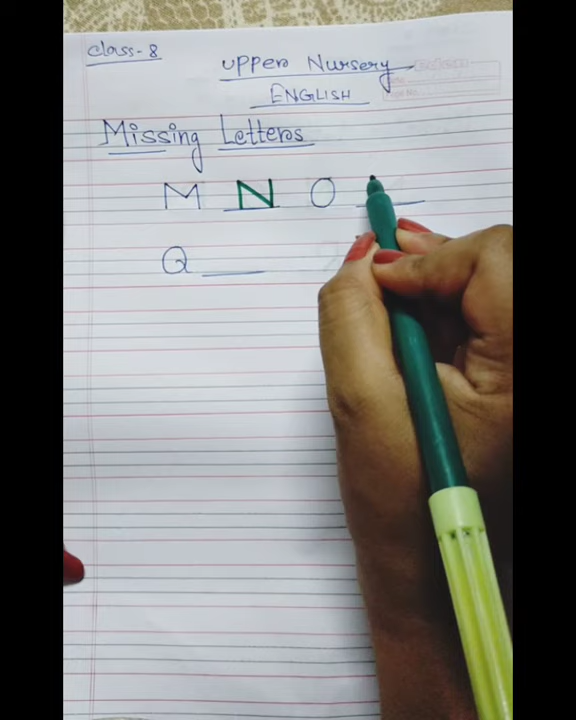 Class-8
Upper Nursery
ENGLISH
Missing Letters
M N O
Q